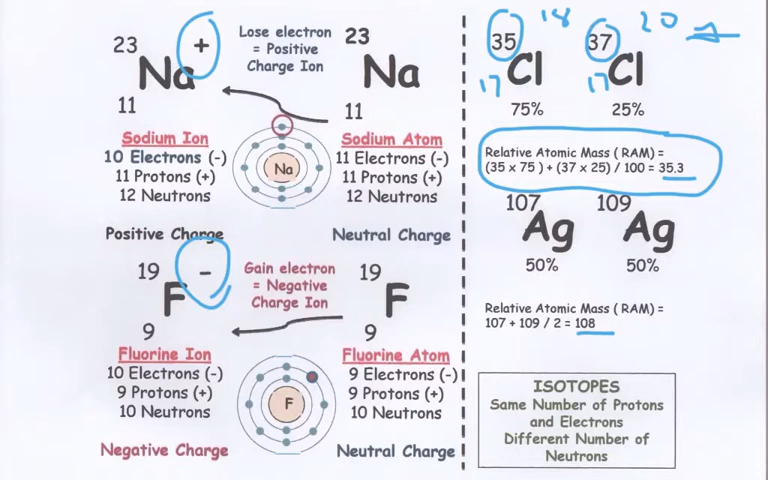 23
Na
+
11
Sodium Ion
10 Electrons (-)
11 Protons (+)
12 Neutrons
Positive Charge
Lose electron
= Positive
Charge Ion
Na
23
Na
11
Sodium Atom
11 Electrons (-)
11 Protons (+)
12 Neutrons
Neutral Charge
19
F
-
9
Fluorine Ion
10 Electrons (-)
9 Protons (+)
10 Neutrons
Negative Charge
Gain electron
= Negative
Charge Ion
F
19
F
9
Fluorine Atom
9 Electrons (-)
9 Protons (+)
10 Neutrons
Neutral Charge
18
20
35
Cl
17
75%
37
Cl
17
25%
Relative Atomic Mass ( RAM) =
(35 x 75 ) + (37 x 25) / 100 = 35.3
107
Ag
50%
109
Ag
50%
Relative Atomic Mass ( RAM) =
107 + 109 / 2 = 108
ISOTOPES
Same Number of Protons
and Electrons
Different Number of
Neutrons